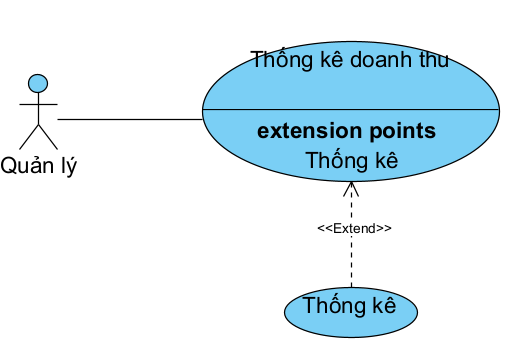 Thống kê doanh thu
extension points
Thống kê
Quản lý
<<Extend>>
Thống kê